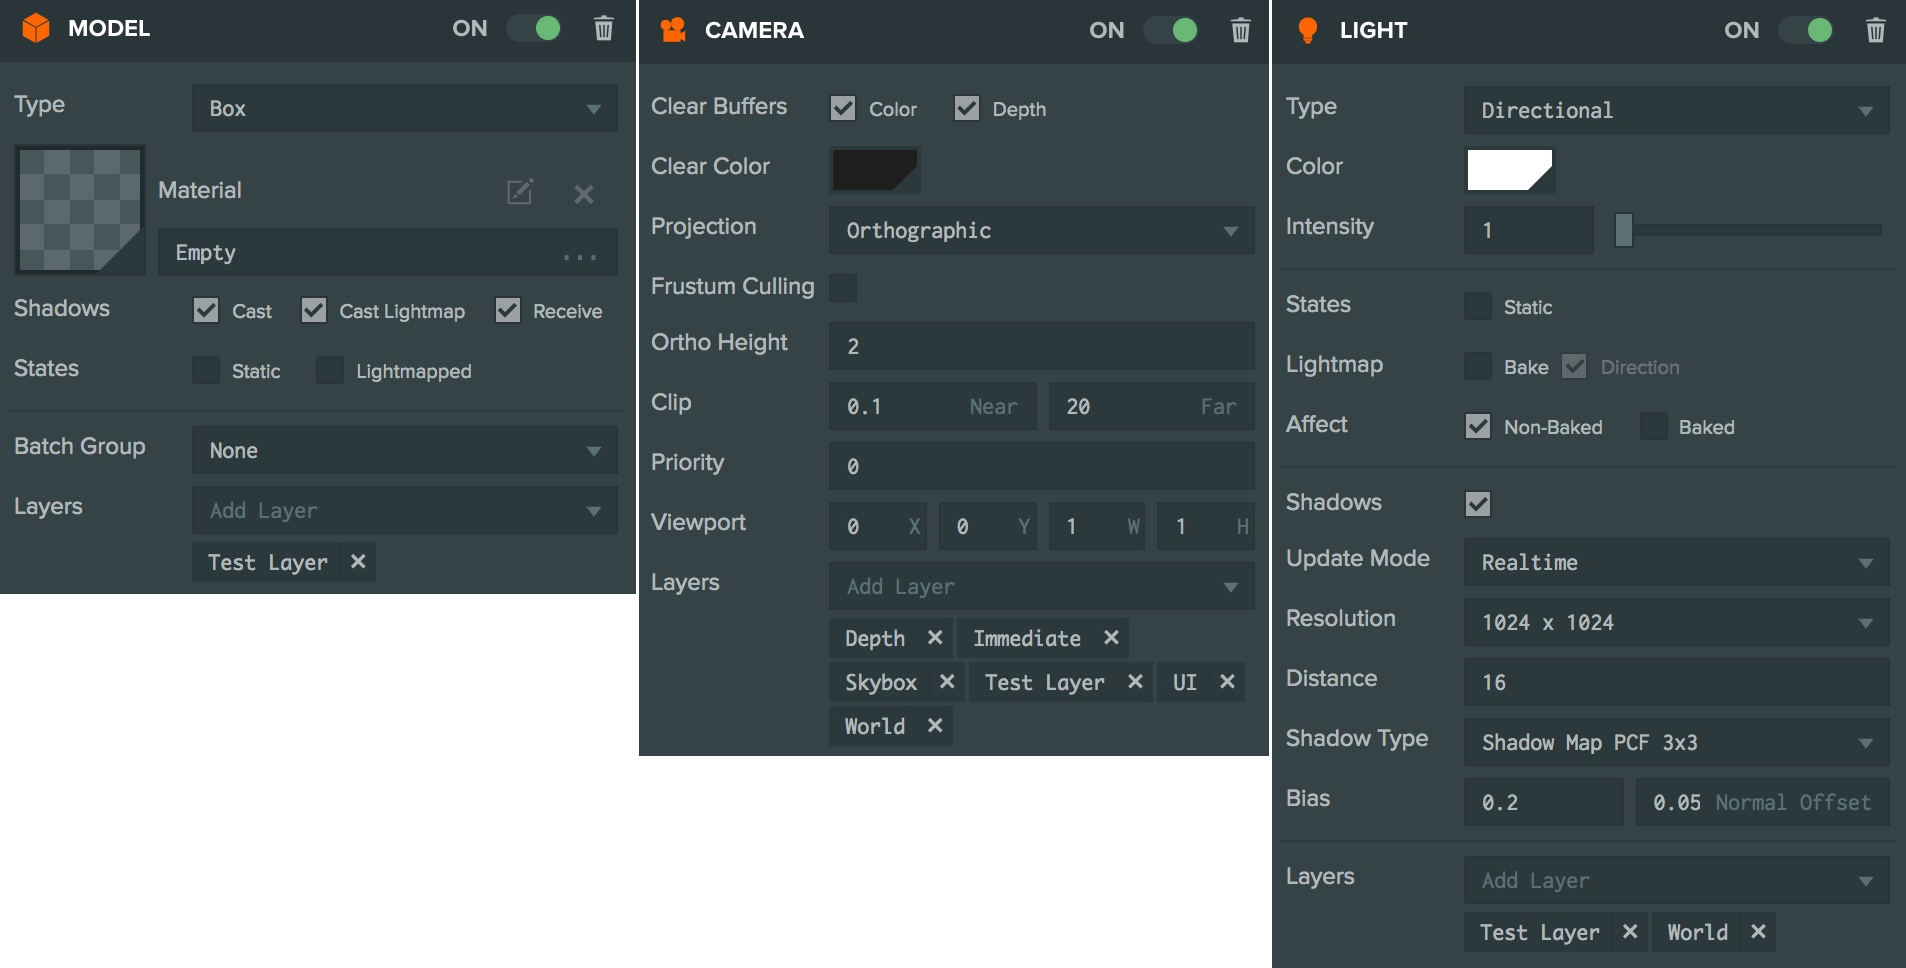 MODEL ON
Type Box
Material
Empty ...
Shadows Cast Cast Lightmap Receive
States Static Lightmapped
Batch Group None
Layers Add Layer
Test Layer ×
CAMERA ON
Clear Buffers Color Depth
Clear Color
Projection Orthographic
Frustum Culling
Ortho Height 2
Clip 0.1 Near 20 Far
Priority 0
Viewport 0 X 0 Y 1 W 1 H
Layers Add Layer
Depth × Immediate ×
Skybox × Test Layer × UI ×
World ×
LIGHT ON
Type Directional
Color
Intensity 1
States Static
Lightmap Bake Direction
Affect Non-Baked Baked
Shadows
Update Mode Realtime
Resolution 1024 x 1024
Distance 16
Shadow Type Shadow Map PCF 3x3
Bias 0.2 0.05 Normal Offset
Layers Add Layer
Test Layer × World ×